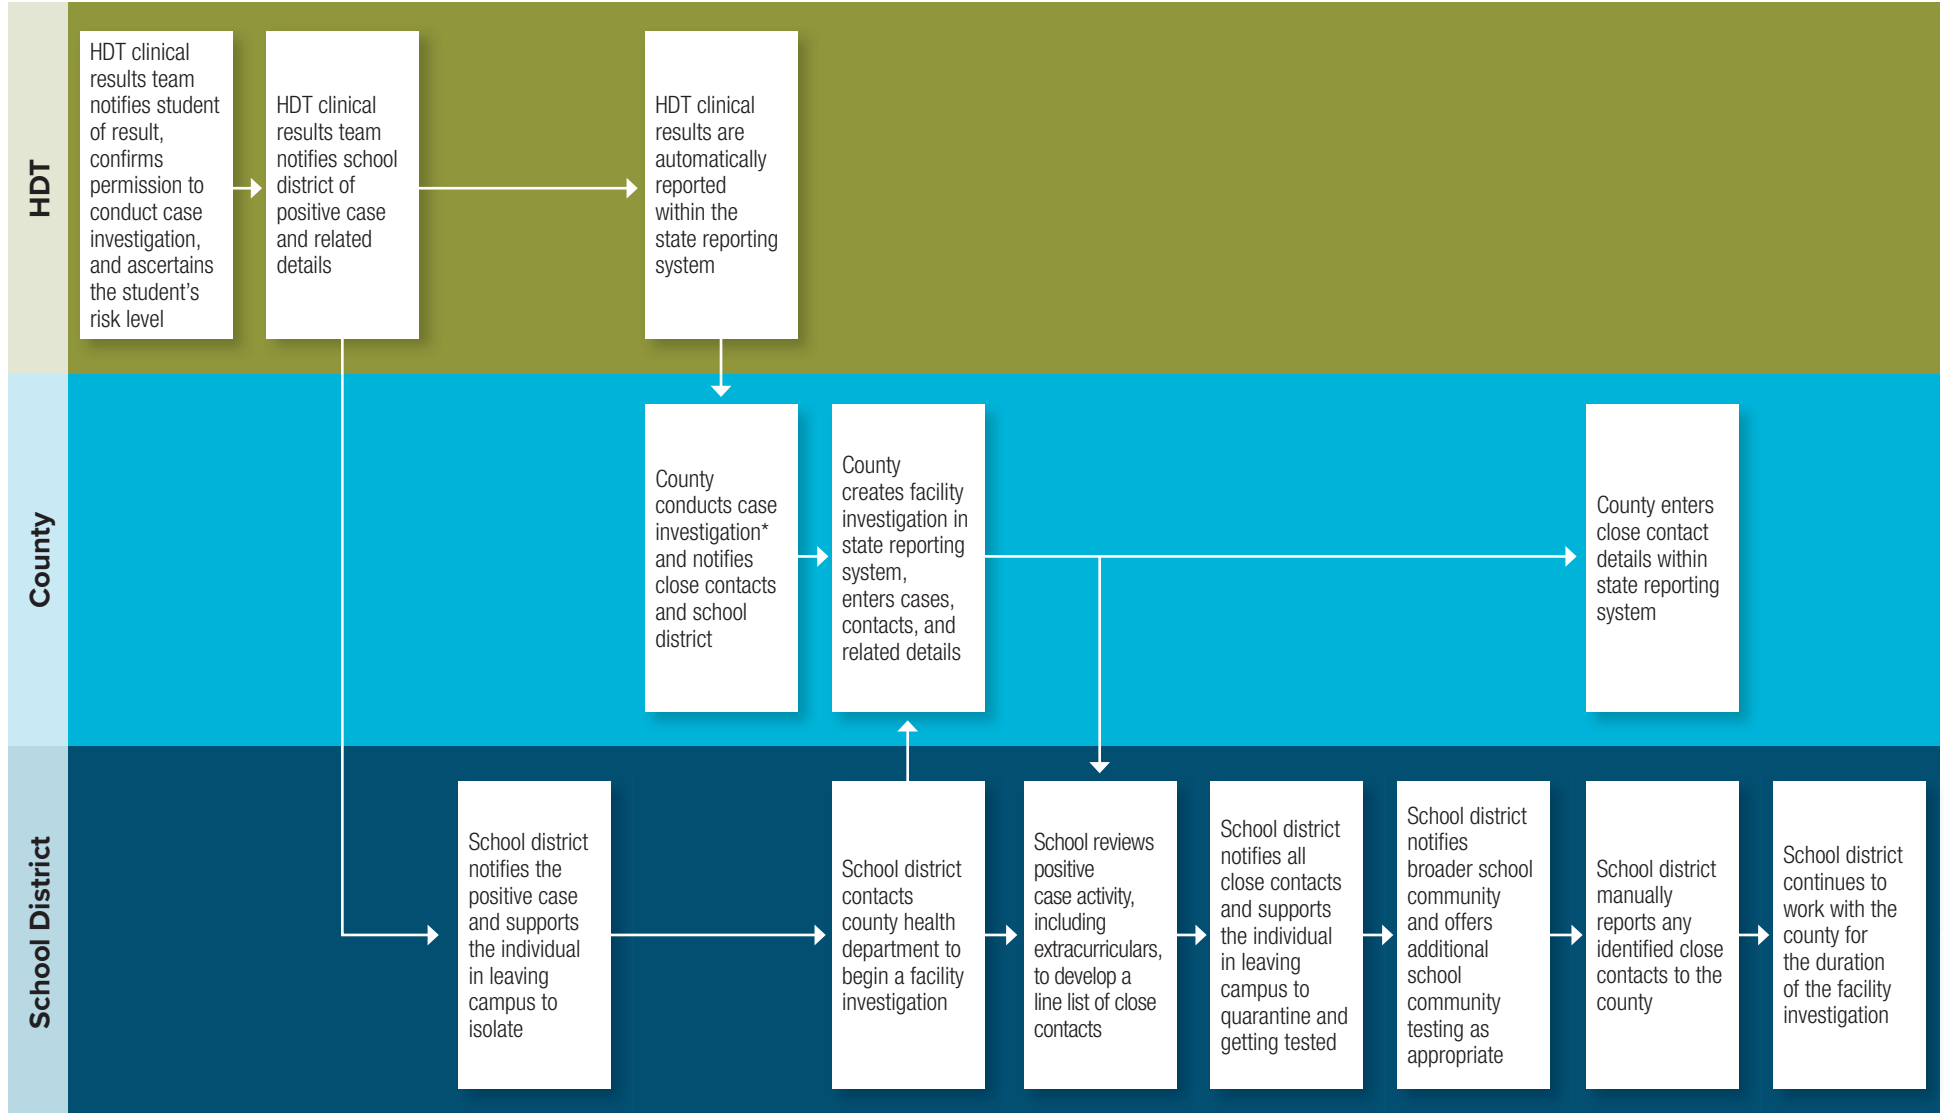 HDT
HDT clinical
results team
notifies student
of result,
confirms
permission to
conduct case
investigation,
and ascertains
the student’s
risk level
HDT clinical
results team
notifies school
district of
positive case
and related
details
HDT clinical
results are
automatically
reported
within the
state reporting
system
County
County
conducts case
investigation*
and notifies
close contacts
and school
district
County
creates facility
investigation in
state reporting
system,
enters cases,
contacts, and
related details
County enters
close contact
details within
state reporting
system
School District
School district
notifies the
positive case
and supports
the individual
in leaving
campus to
isolate
School district
contacts
county health
department to
begin a facility
investigation
School reviews
positive
case activity,
including
extracurriculars,
to develop a
line list of close
contacts
School district
notifies all
close contacts
and supports
the individual
in leaving
campus to
quarantine and
getting tested
School district
notifies
broader school
community
and offers
additional
school
community
testing as
appropriate
School district
manually
reports any
identified close
contacts to the
county
School district
continues to
work with the
county for
the duration
of the facility
investigation